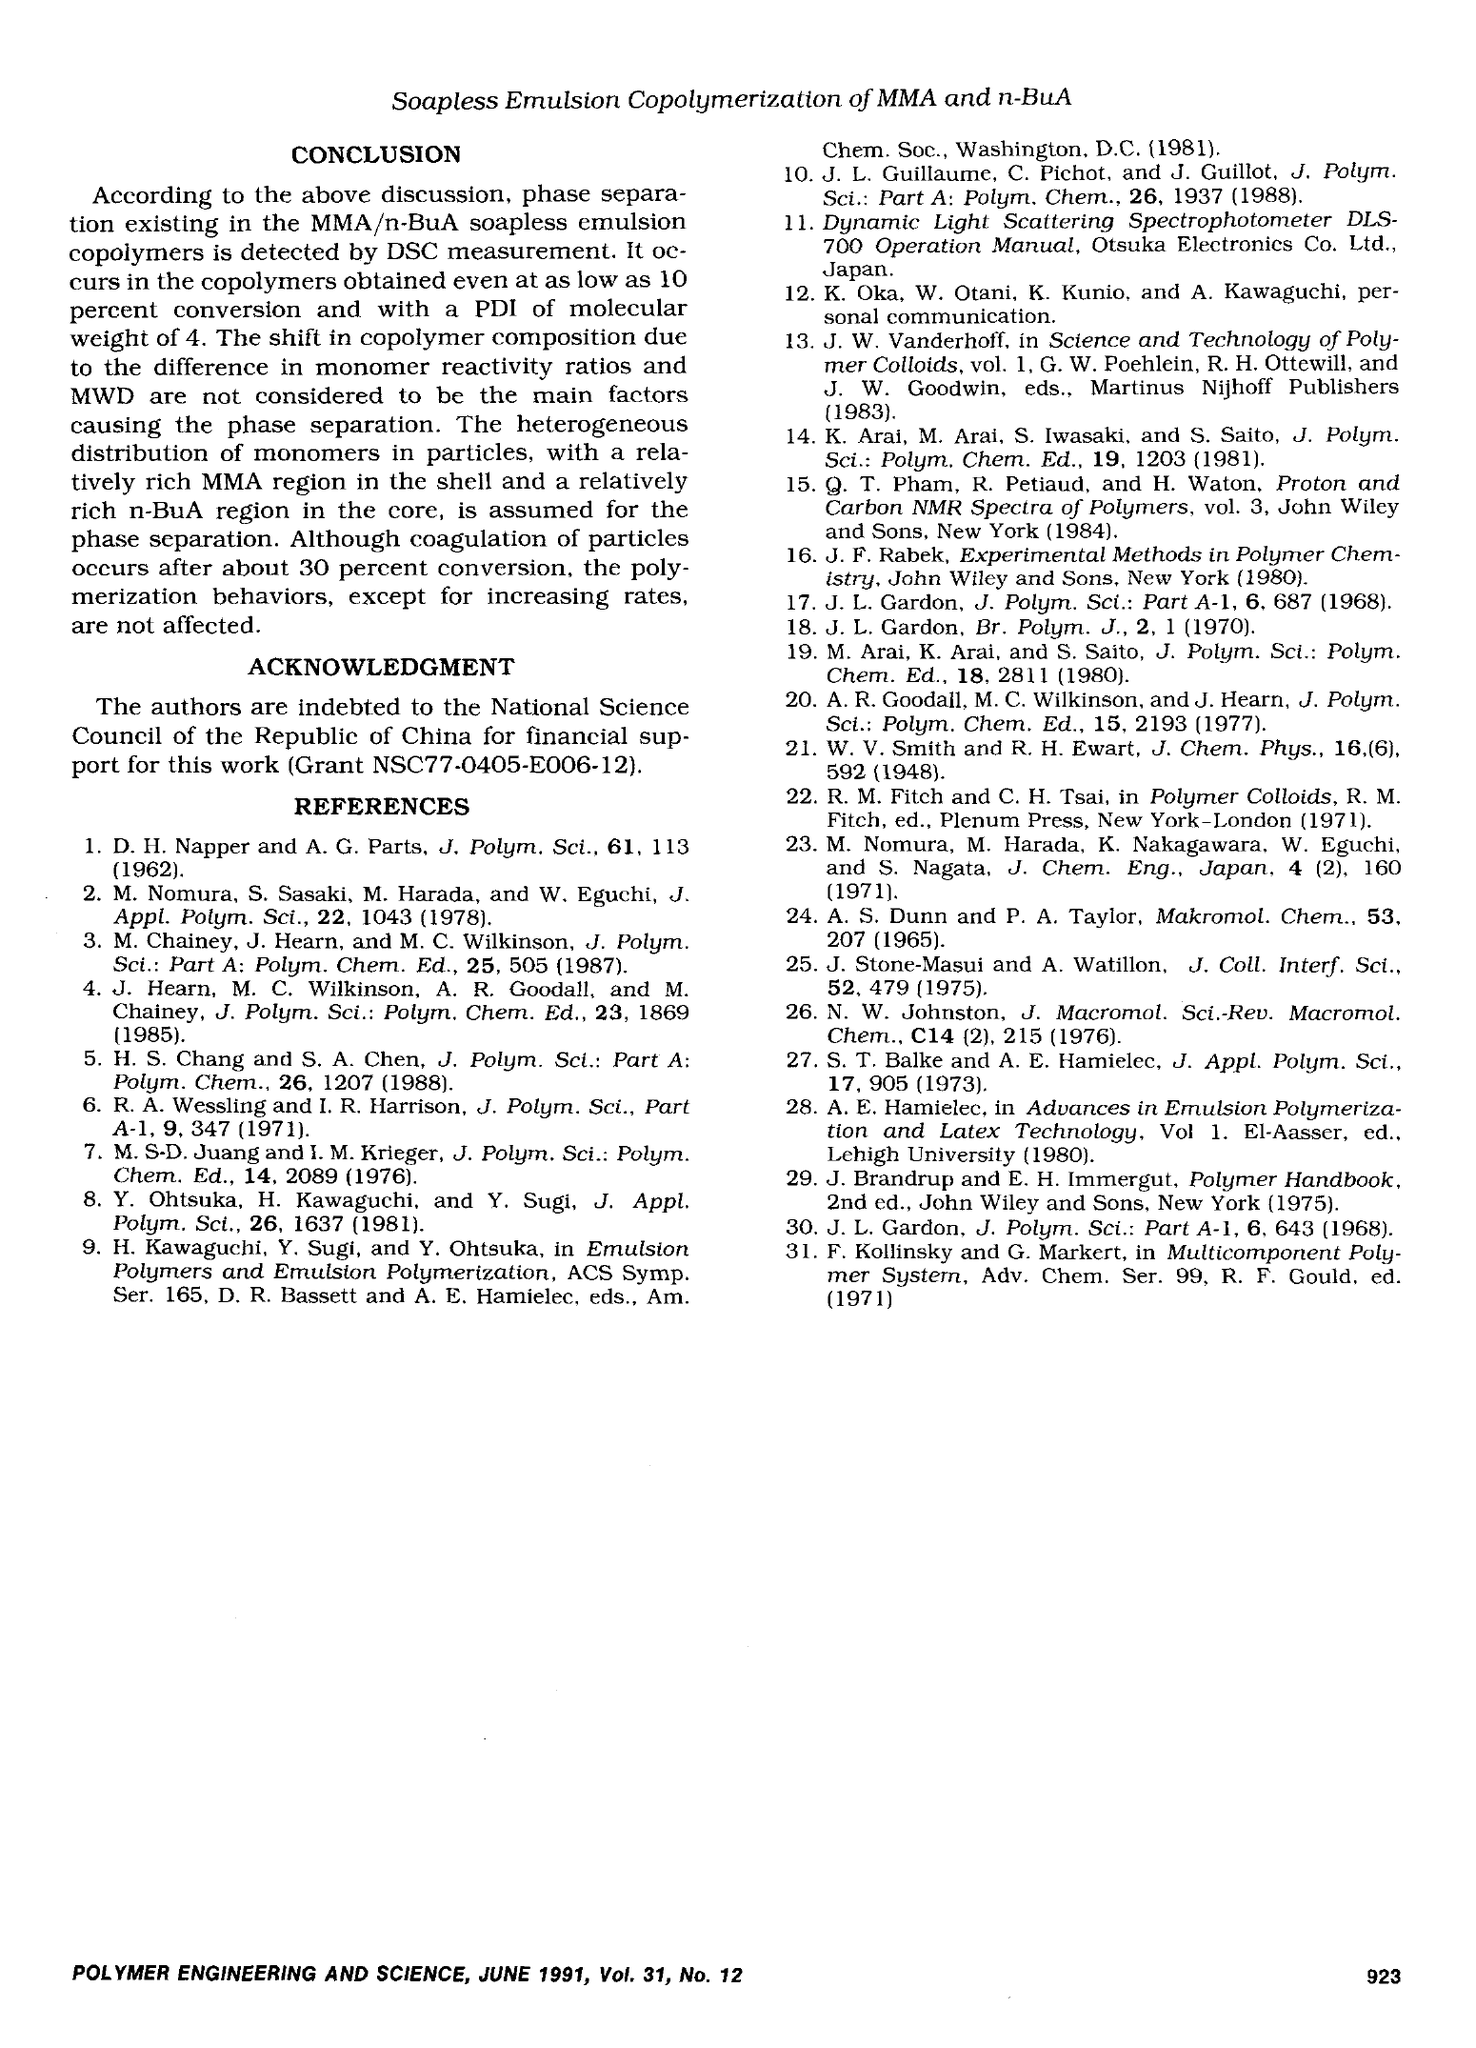 Soapless Emulsion Copolymerization of MMA and n-BuA
CONCLUSION
According to the above discussion, phase separa-
tion existing in the MMA/n-BuA soapless emulsion
copolymers is detected by DSC measurement. It oc-
curs in the copolymers obtained even at as low as 10
percent conversion and with a PDI of molecular
weight of 4. The shift in copolymer composition due
to the difference in monomer reactivity ratios and
MWD are not considered to be the main factors
causing the phase separation. The heterogeneous
distribution of monomers in particles, with a rela-
tively rich MMA region in the shell and a relatively
rich n-BuA region in the core, is assumed for the
phase separation. Although coagulation of particles
occurs after about 30 percent conversion, the poly-
merization behaviors, except for increasing rates,
are not affected.
ACKNOWLEDGMENT
The authors are indebted to the National Science
Council of the Republic of China for financial sup-
port for this work (Grant NSC77-0405-E006-12).
REFERENCES
1. D. H. Napper and A. G. Parts, J. Polym. Sci., 61, 113
(1962).
2. M. Nomura, S. Sasaki, M. Harada, and W. Eguchi, J.
Appl. Polym. Sci., 22, 1043 (1978).
3. M. Chainey, J. Hearn, and M. C. Wilkinson, J. Polym.
Sci.: Part A: Polym. Chem. Ed., 25, 505 (1987).
4. J. Hearn, M. C. Wilkinson, A. R. Goodall, and M.
Chainey, J. Polym. Sci.: Polym. Chem. Ed., 23, 1869
(1985).
5. H. S. Chang and S. A. Chen, J. Polym. Sci.: Part A:
Polym. Chem., 26, 1207 (1988).
6. R. A. Wessling and I. R. Harrison, J. Polym. Sci., Part
A-1, 9, 347 (1971).
7. M. S-D. Juang and I. M. Krieger, J. Polym. Sci.: Polym.
Chem. Ed., 14, 2089 (1976).
8. Y. Ohtsuka, H. Kawaguchi, and Y. Sugi, J. Appl.
Polym. Sci., 26, 1637 (1981).
9. H. Kawaguchi, Y. Sugi, and Y. Ohtsuka, in Emulsion
Polymers and Emulsion Polymerization, ACS Symp.
Ser. 165, D. R. Bassett and A. E. Hamielec, eds., Am.
Chem. Soc., Washington, D.C. (1981).
10. J. L. Guillaume, C. Pichot, and J. Guillot, J. Polym.
Sci.: Part A: Polym. Chem., 26, 1937 (1988).
11. Dynamic Light Scattering Spectrophotometer DLS-
700 Operation Manual, Otsuka Electronics Co. Ltd.,
Japan.
12. K. Oka, W. Otani, K. Kunio, and A. Kawaguchi, per-
sonal communication.
13. J. W. Vanderhoff, in Science and Technology of Poly-
mer Colloids, vol. 1, G. W. Poehlein, R. H. Ottewill, and
J. W. Goodwin, eds., Martinus Nijhoff Publishers
(1983).
14. K. Arai, M. Arai, S. Iwasaki, and S. Saito, J. Polym.
Sci.: Polym. Chem. Ed., 19, 1203 (1981).
15. Q. T. Pham, R. Petiaud, and H. Waton, Proton and
Carbon NMR Spectra of Polymers, vol. 3, John Wiley
and Sons, New York (1984).
16. J. F. Rabek, Experimental Methods in Polymer Chem-
istry, John Wiley and Sons, New York (1980).
17. J. L. Gardon, J. Polym. Sci.: Part A-1, 6, 687 (1968).
18. J. L. Gardon, Br. Polym. J., 2, 1 (1970).
19. M. Arai, K. Arai, and S. Saito, J. Polym. Sci.: Polym.
Chem. Ed., 18, 2811 (1980).
20. A. R. Goodall, M. C. Wilkinson, and J. Hearn, J. Polym.
Sci.: Polym. Chem. Ed., 15, 2193 (1977).
21. W. V. Smith and R. H. Ewart, J. Chem. Phys., 16,(6),
592 (1948).
22. R. M. Fitch and C. H. Tsai, in Polymer Colloids, R. M.
Fitch, ed., Plenum Press, New York-London (1971).
23. M. Nomura, M. Harada, K. Nakagawara, W. Eguchi,
and S. Nagata, J. Chem. Eng., Japan, 4 (2), 160
(1971).
24. A. S. Dunn and P. A. Taylor, Makromol. Chem., 53,
207 (1965).
25. J. Stone-Masui and A. Watillon, J. Coll. Interf. Sci.,
52, 479 (1975).
26. N. W. Johnston, J. Macromol. Sci.-Rev. Macromol.
Chem., C14 (2), 215 (1976).
27. S. T. Balke and A. E. Hamielec, J. Appl. Polym. Sci.,
17, 905 (1973).
28. A. E. Hamielec, in Advances in Emulsion Polymeriza-
tion and Latex Technology, Vol 1. El-Aasser, ed.,
Lehigh University (1980).
29. J. Brandrup and E. H. Immergut, Polymer Handbook,
2nd ed., John Wiley and Sons, New York (1975).
30. J. L. Gardon, J. Polym. Sci.: Part A-1, 6, 643 (1968).
31. F. Kollinsky and G. Markert, in Multicomponent Poly-
mer System, Adv. Chem. Ser. 99, R. F. Gould, ed.
(1971)
POLYMER ENGINEERING AND SCIENCE, JUNE 1991, Vol. 31, No. 12
923